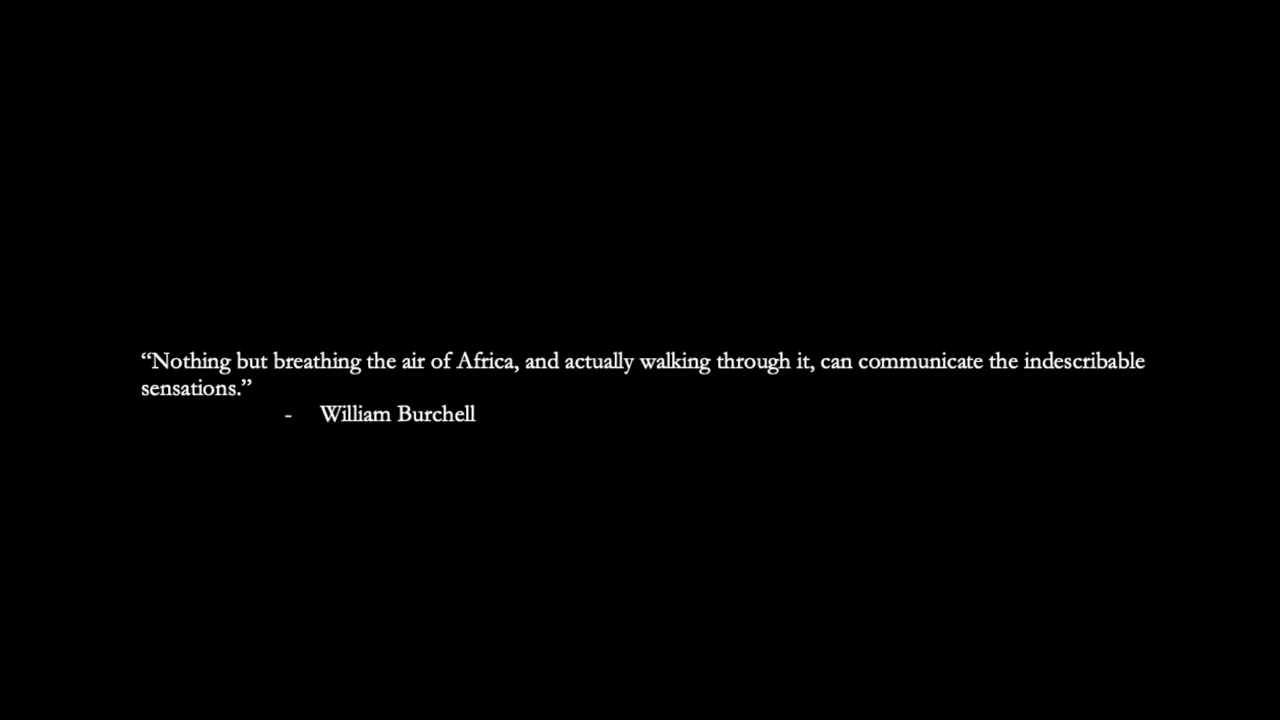 “Nothing but breathing the air of Africa, and actually walking through it, can communicate the indescribable
sensations.”
- William Burchell